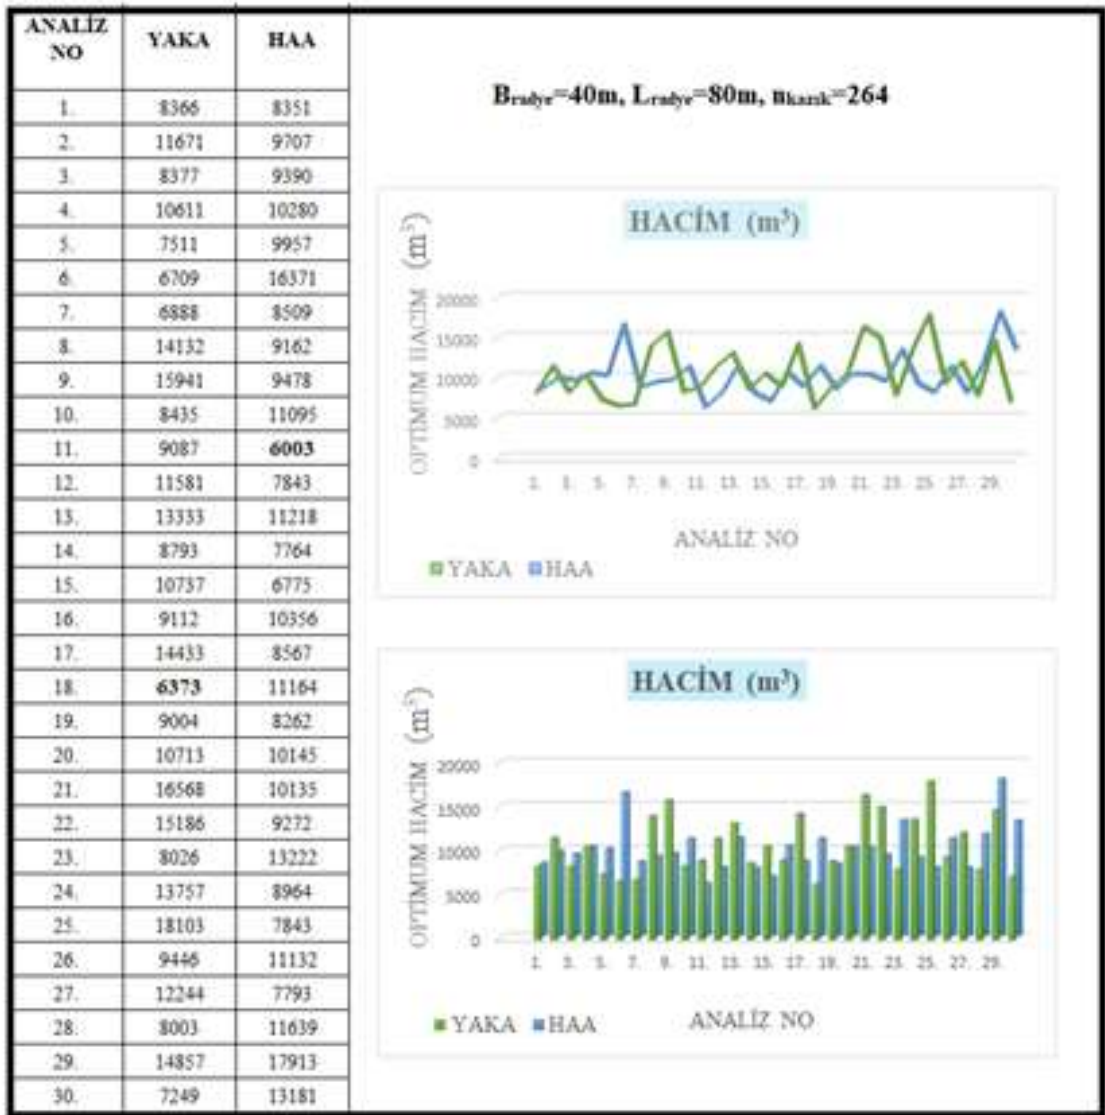 ANALİZ NO YAKA HAA
1. 8366 8351
2. 11671 9707
3. 8377 9390
4. 10611 10280
5. 7511 9957
6. 6709 16371
7. 6888 8509
8. 14132 9162
9. 15941 9478
10. 8435 11095
11. 9087 6003
12. 11581 7843
13. 13333 11218
14. 8793 7764
15. 10737 6775
16. 9112 10356
17. 14433 8567
18. 6373 11164
19. 9004 8262
20. 10713 10145
21. 16568 10135
22. 15186 9272
23. 8026 13222
24. 13757 8964
25. 18103 7843
26. 9446 11132
27. 12244 7793
28. 8003 11639
29. 14857 17913
30. 7249 13181
Bradye=40m, Lradye=80m, nkazık=264
HACİM (m³)
OPTİMUM HACİM (m³)
20000
15000
10000
5000
0
1. 3. 5. 7. 9. 11. 13. 15. 17. 19. 21. 23. 25. 27. 29.
ANALİZ NO
YAKA HAA
HACİM (m³)
OPTİMUM HACİM (m³)
20000
15000
10000
5000
0
1. 3. 5. 7. 9. 11. 13. 15. 17. 19. 21. 23. 25. 27. 29.
ANALİZ NO
YAKA HAA